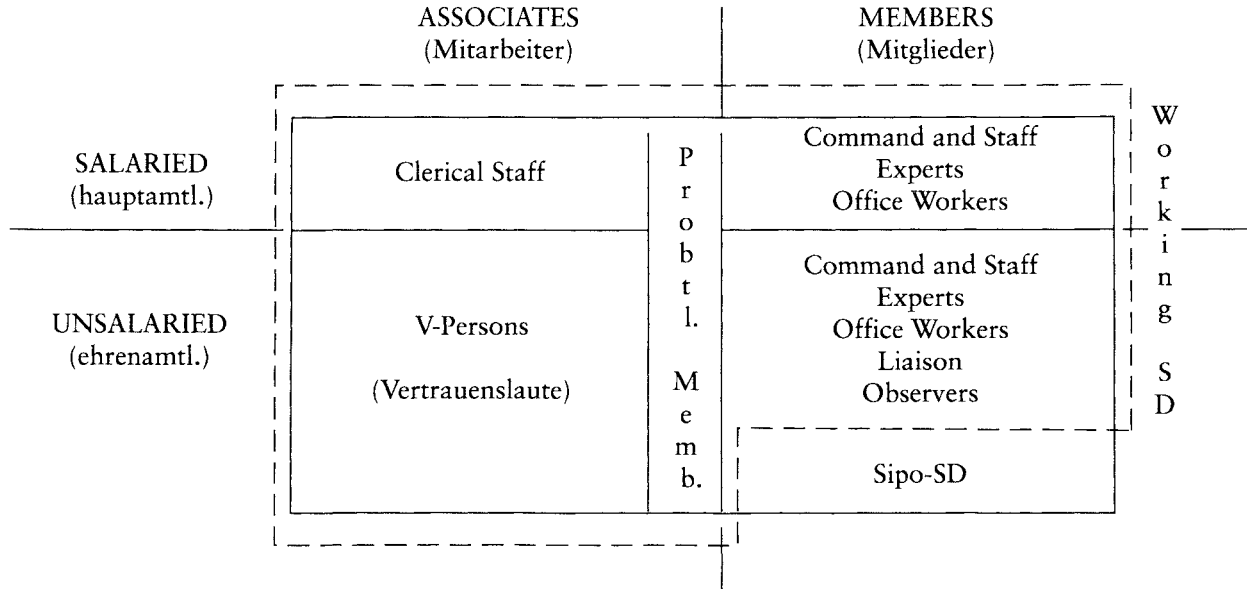 ASSOCIATES
(Mitarbeiter)
MEMBERS
(Mitglieder)
SALARIED
(hauptamtl.)
Clerical Staff
Probtl. Memb.
Command and Staff
Experts
Office Workers
Working SD
UNSALARIED
(ehrenamtl.)
V-Persons
(Vertrauenslaute)
Command and Staff
Experts
Office Workers
Liaison
Observers
Sipo-SD